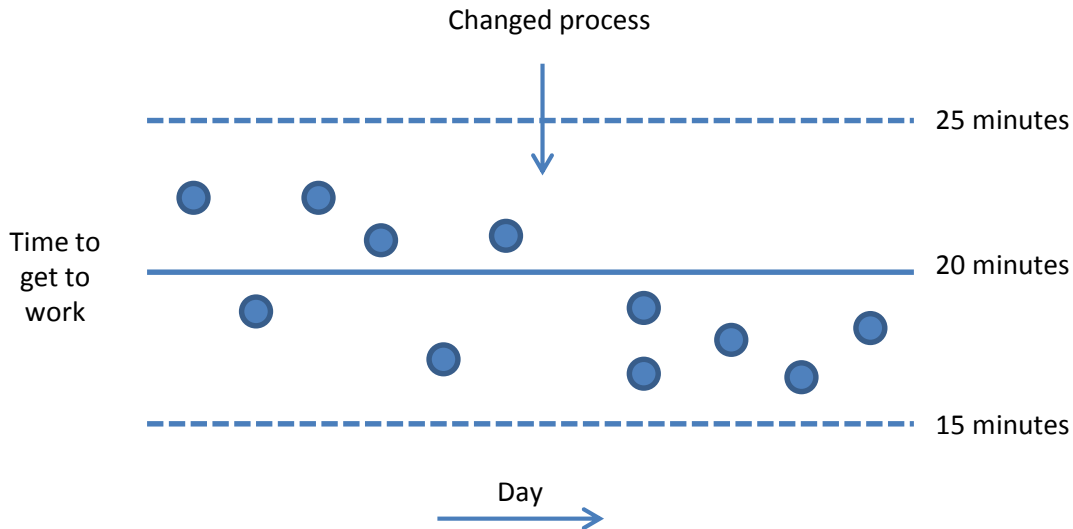 Changed process
25 minutes
Time to
get to
work
20 minutes
15 minutes
Day